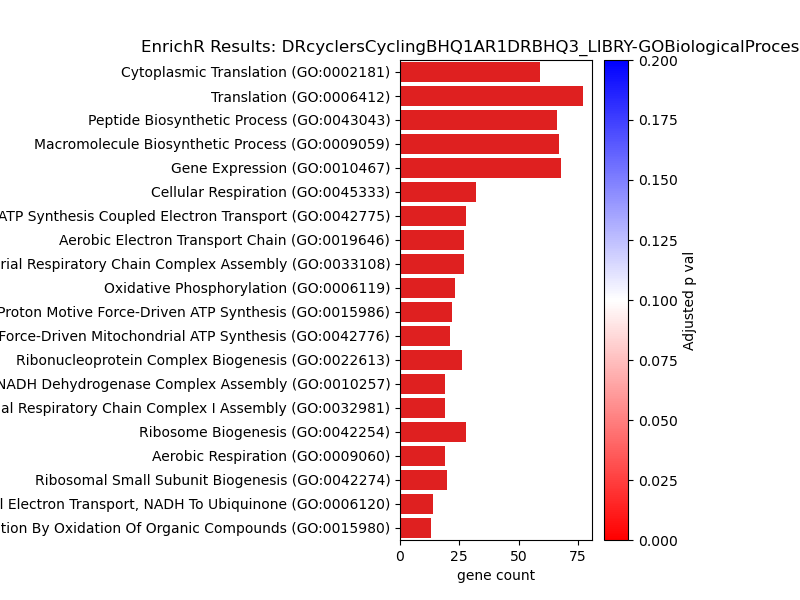 EnrichR Results: DRcyclersCyclingBHQ1AR1DRBHQ3_LIBRY-GOBiologicalProces
Cytoplasmic Translation (GO:0002181)
Translation (GO:0006412)
Peptide Biosynthetic Process (GO:0043043)
Macromolecule Biosynthetic Process (GO:0009059)
Gene Expression (GO:0010467)
Cellular Respiration (GO:0045333)
ATP Synthesis Coupled Electron Transport (GO:0042775)
Aerobic Electron Transport Chain (GO:0019646)
rial Respiratory Chain Complex Assembly (GO:0033108)
Oxidative Phosphorylation (GO:0006119)
Proton Motive Force-Driven ATP Synthesis (GO:0015986)
Force-Driven Mitochondrial ATP Synthesis (GO:0042776)
Ribonucleoprotein Complex Biogenesis (GO:0022613)
NADH Dehydrogenase Complex Assembly (GO:0010257)
al Respiratory Chain Complex I Assembly (GO:0032981)
Ribosome Biogenesis (GO:0042254)
Aerobic Respiration (GO:0009060)
Ribosomal Small Subunit Biogenesis (GO:0042274)
l Electron Transport, NADH To Ubiquinone (GO:0006120)
tion By Oxidation Of Organic Compounds (GO:0015980)
0 25 50 75
gene count
0.200
0.175
0.150
0.125
0.100
0.075
0.050
0.025
0.000
Adjusted p val